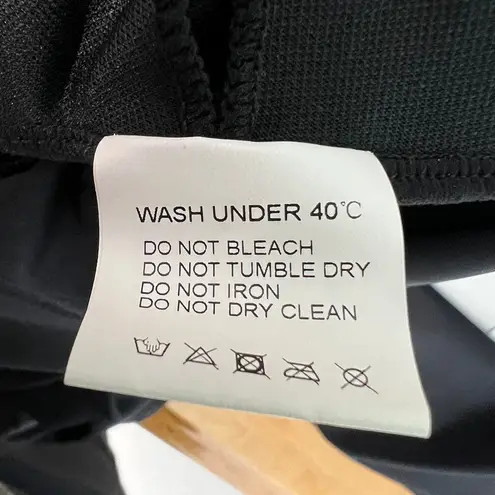 WASH UNDER 40°C
DO NOT BLEACH
DO NOT TUMBLE DRY
DO NOT IRON
DO NOT DRY CLEAN